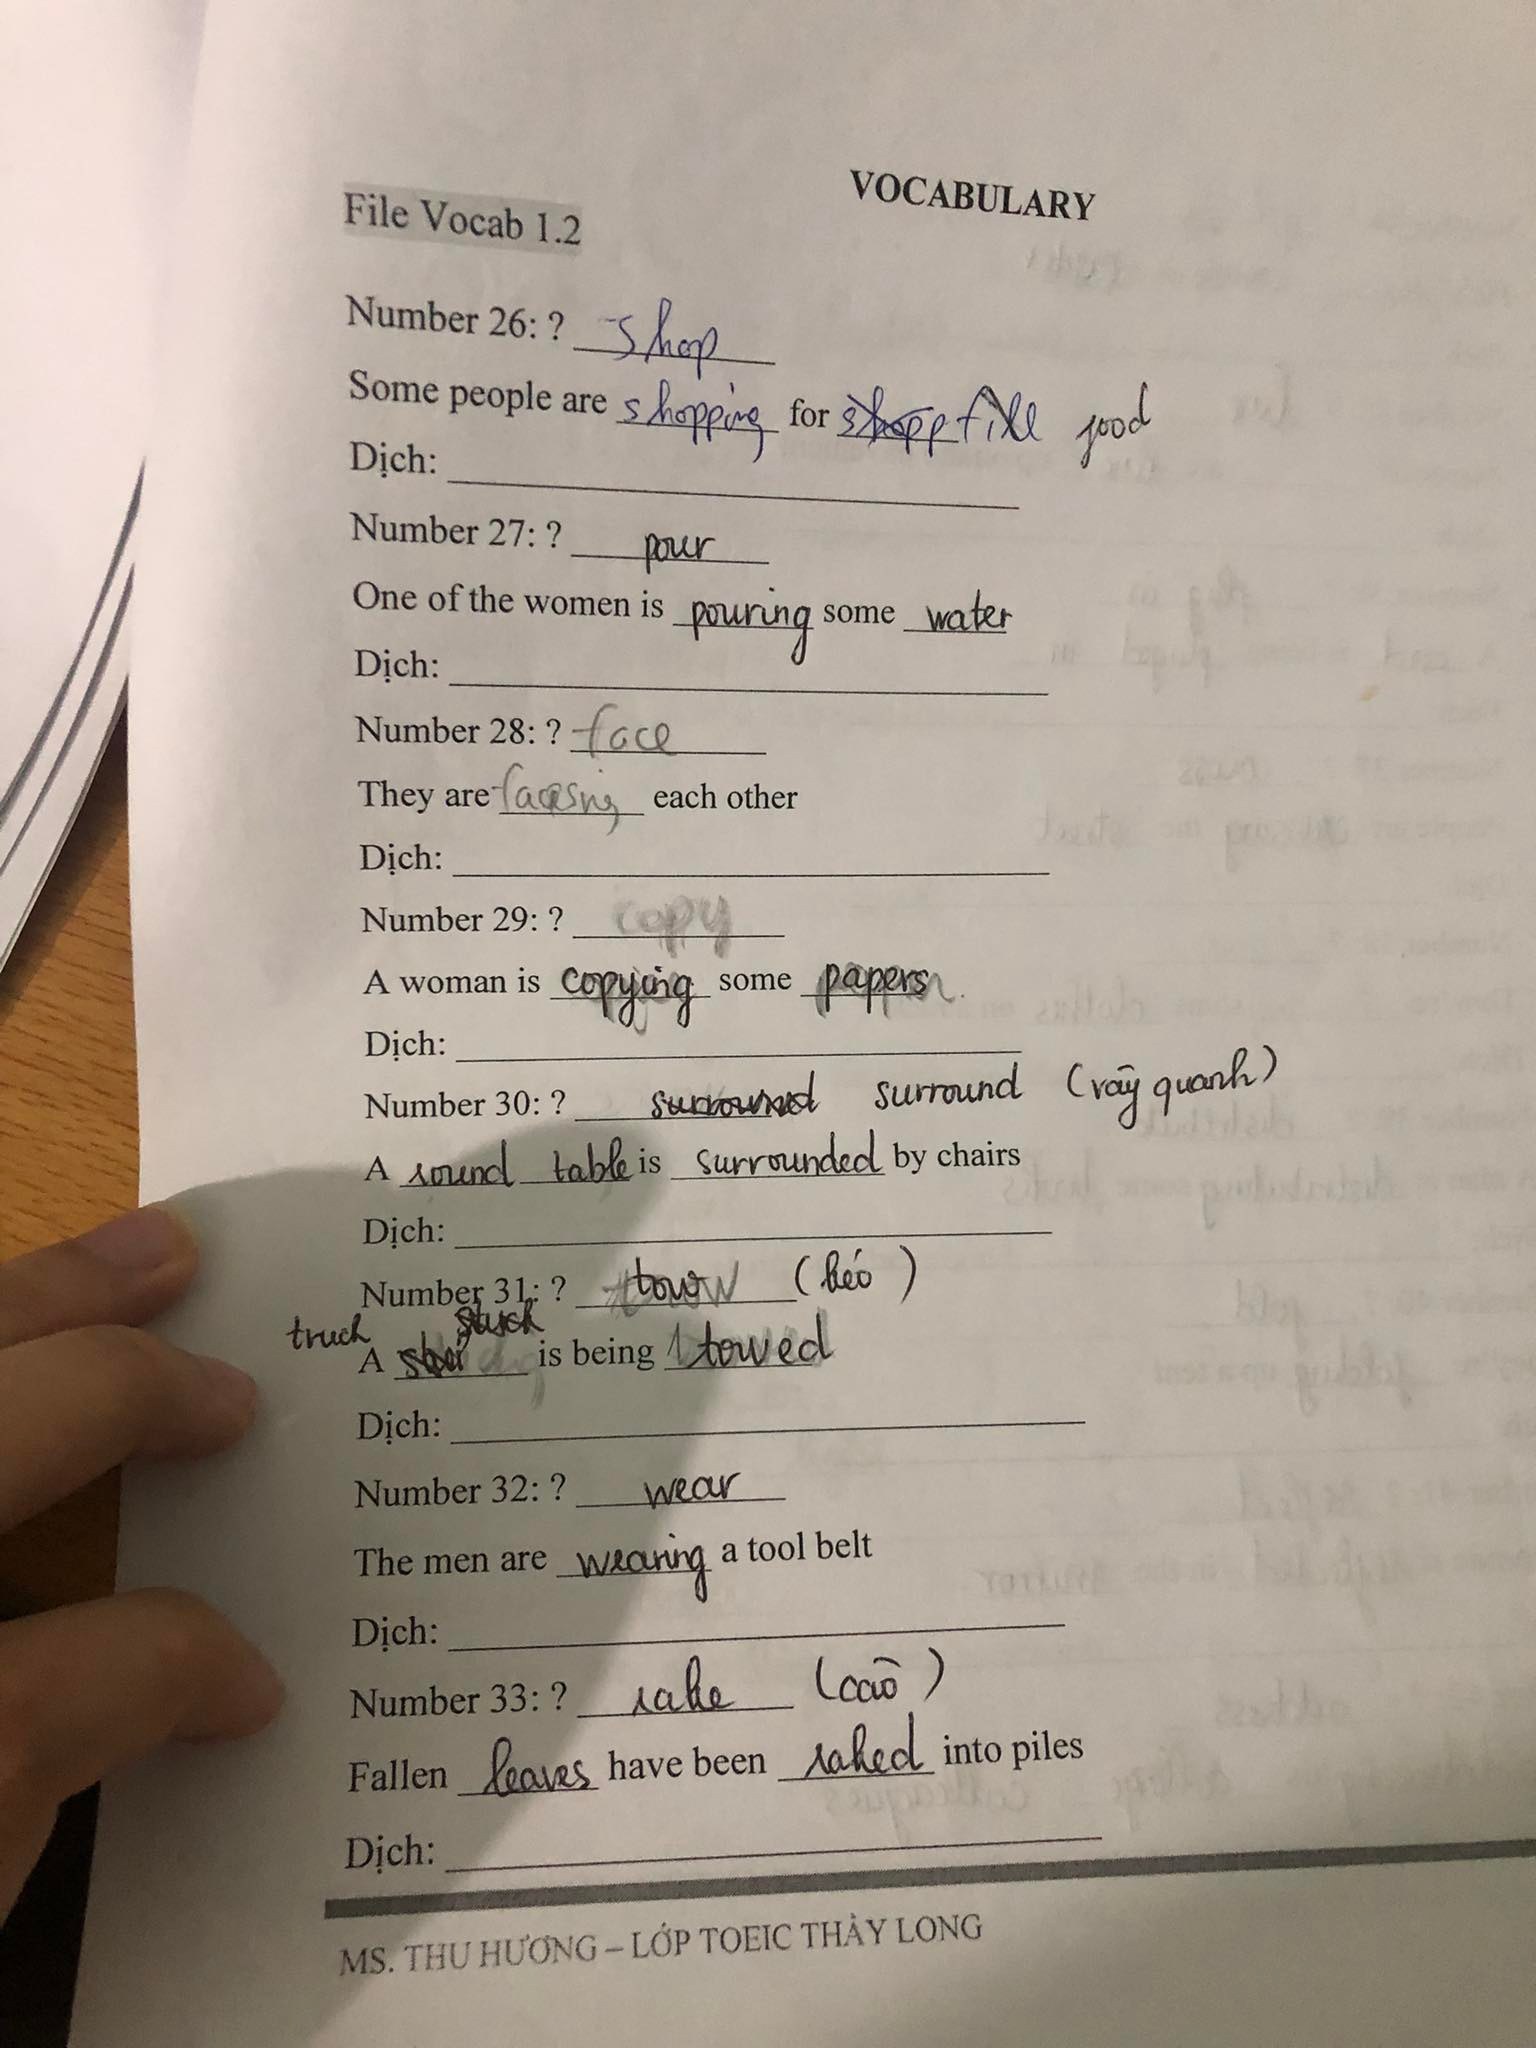 VOCABULARY
File Vocab 1.2
Number 26: ? shop
Some people are shopping for food
Dịch:
Number 27: ? pour
One of the women is pouring some water
Dịch:
Number 28: ? face
They are facing each other
Dịch:
Number 29: ? copy
A woman is copying some papers
Dịch:
Number 30: ? surround surround (vây quanh)
A round table is surrounded by chairs
Dịch:
Number 31: ? tow (kéo)
truck
A is being towed
Dịch:
Number 32: ? wear
The men are wearing a tool belt
Dịch:
Number 33: ? rake (cào)
Fallen leaves have been raked into piles
Dịch:
MS. THU HƯƠNG – LỚP TOEIC THẦY LONG